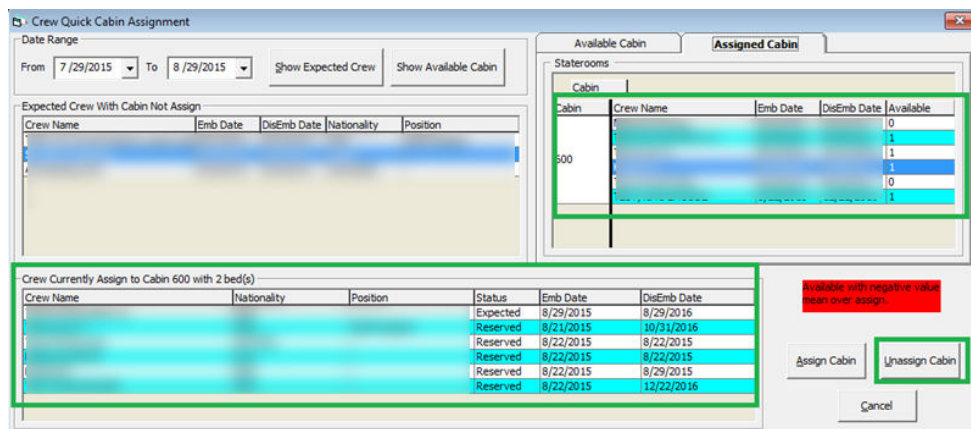 Crew Quick Cabin Assignment
Date Range
From 7 /29/2015 To 8 /29/2015 Show Expected Crew Show Available Cabin
Available Cabin Assigned Cabin
Staterooms
Cabin
Cabin Crew Name Emb Date DisEmb Date Available
0
1
600 1
1
0
1
Expected Crew With Cabin Not Assign
Crew Name Emb Date DisEmb Date Nationality Position
Crew Currently Assign to Cabin 600 with 2 bed(s)
Crew Name Nationality Position Status Emb Date DisEmb Date
Expected 8/29/2015 8/29/2016
Reserved 8/21/2015 10/31/2016
Reserved 8/22/2015 8/22/2015
Reserved 8/22/2015 8/22/2015
Reserved 8/22/2015 8/29/2015
Reserved 8/22/2015 12/22/2016
Available with negative value
mean over assign.
Assign Cabin Unassign Cabin
Cancel